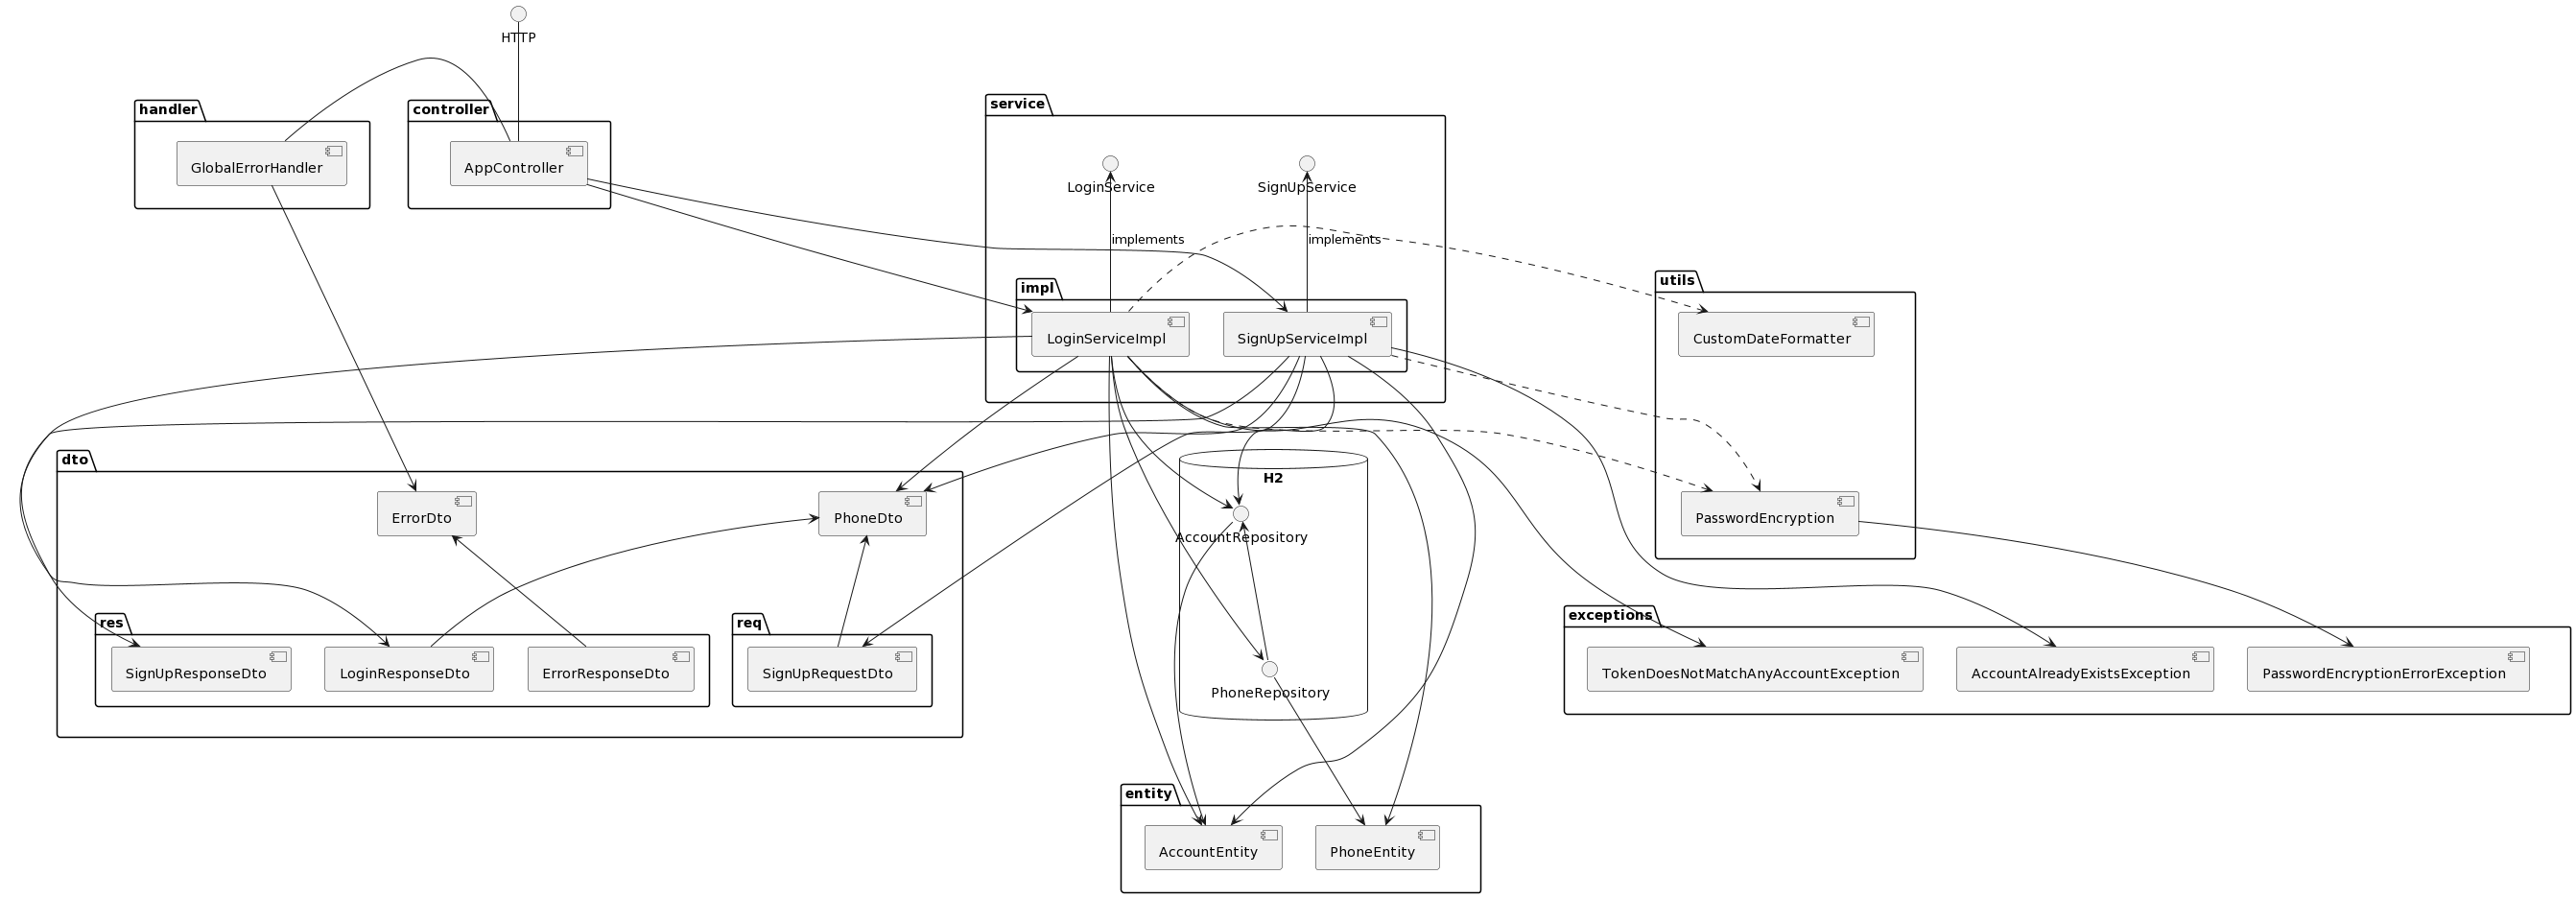 HTTP
handler
controller
service
GlobalErrorHandler
AppController
LoginService
SignUpService
implements
implements
impl
utils
LoginServiceImpl
SignUpServiceImpl
CustomDateFormatter
dto
H2
ErrorDto
PhoneDto
AccountRepository
PasswordEncryption
res
req
exceptions
SignUpResponseDto
LoginResponseDto
ErrorResponseDto
SignUpRequestDto
PhoneRepository
TokenDoesNotMatchAnyAccountException
AccountAlreadyExistsException
PasswordEncryptionErrorException
entity
AccountEntity
PhoneEntity